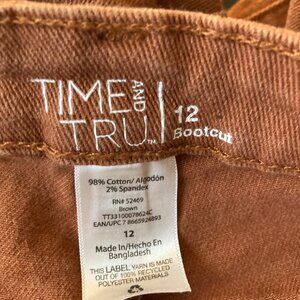 TIME AND
TRU™
12
Bootcut
98% Cotton/ Algodón
2% Spandex
RN# 52469
Brown
TT33100078624C
EAN/UPC 7 8665924893
12
Made In/Hecho En
Bangladesh
THIS LABEL YARN IS MADE
OUT OF 100% RECYCLED
POLYESTER MATERIALS